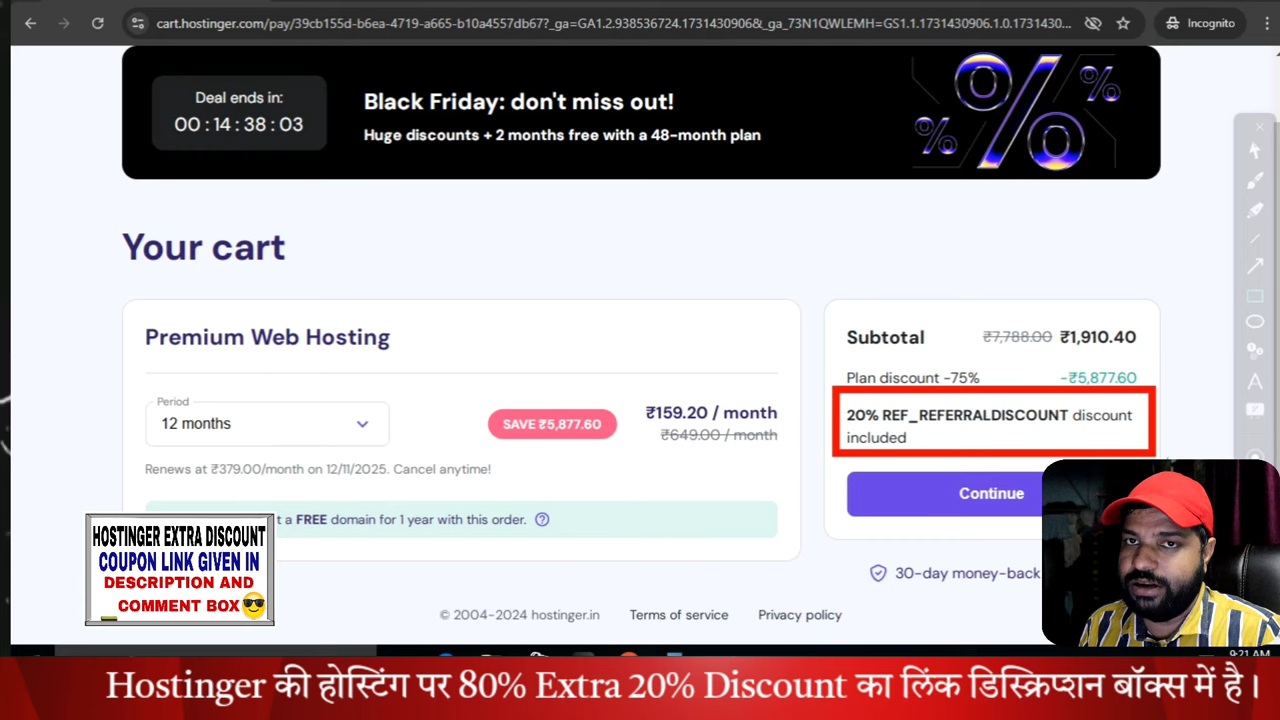 cart.hostinger.com/pay/39cb155d-b6ea-4719-a665-b10a4557db67?_ga=GA1.2.938536724.1731430906&_ga_73N1QWLEMH=GS1.1.1731430906.1.0.1731430...
Incognito
Deal ends in:
00 : 14 : 38 : 03
Black Friday: don't miss out!
Huge discounts + 2 months free with a 48-month plan
Your cart
Premium Web Hosting
Period
12 months
SAVE ₹5,877.60
₹159.20 / month
₹649.00 / month
Renews at ₹379.00/month on 12/11/2025. Cancel anytime!
t a FREE domain for 1 year with this order.
Subtotal ₹7,788.00 ₹1,910.40
Plan discount -75% -₹5,877.60
20% REF_REFERRALDISCOUNT discount
included
Continue
30-day money-back
HOSTINGER EXTRA DISCOUNT
COUPON LINK GIVEN IN
DESCRIPTION AND
COMMENT BOX
© 2004-2024 hostinger.in Terms of service Privacy policy
9:21 AM
Hostinger की होस्टिंग पर 80% Extra 20% Discount का लिंक डिस्क्रिप्शन बॉक्स में है।